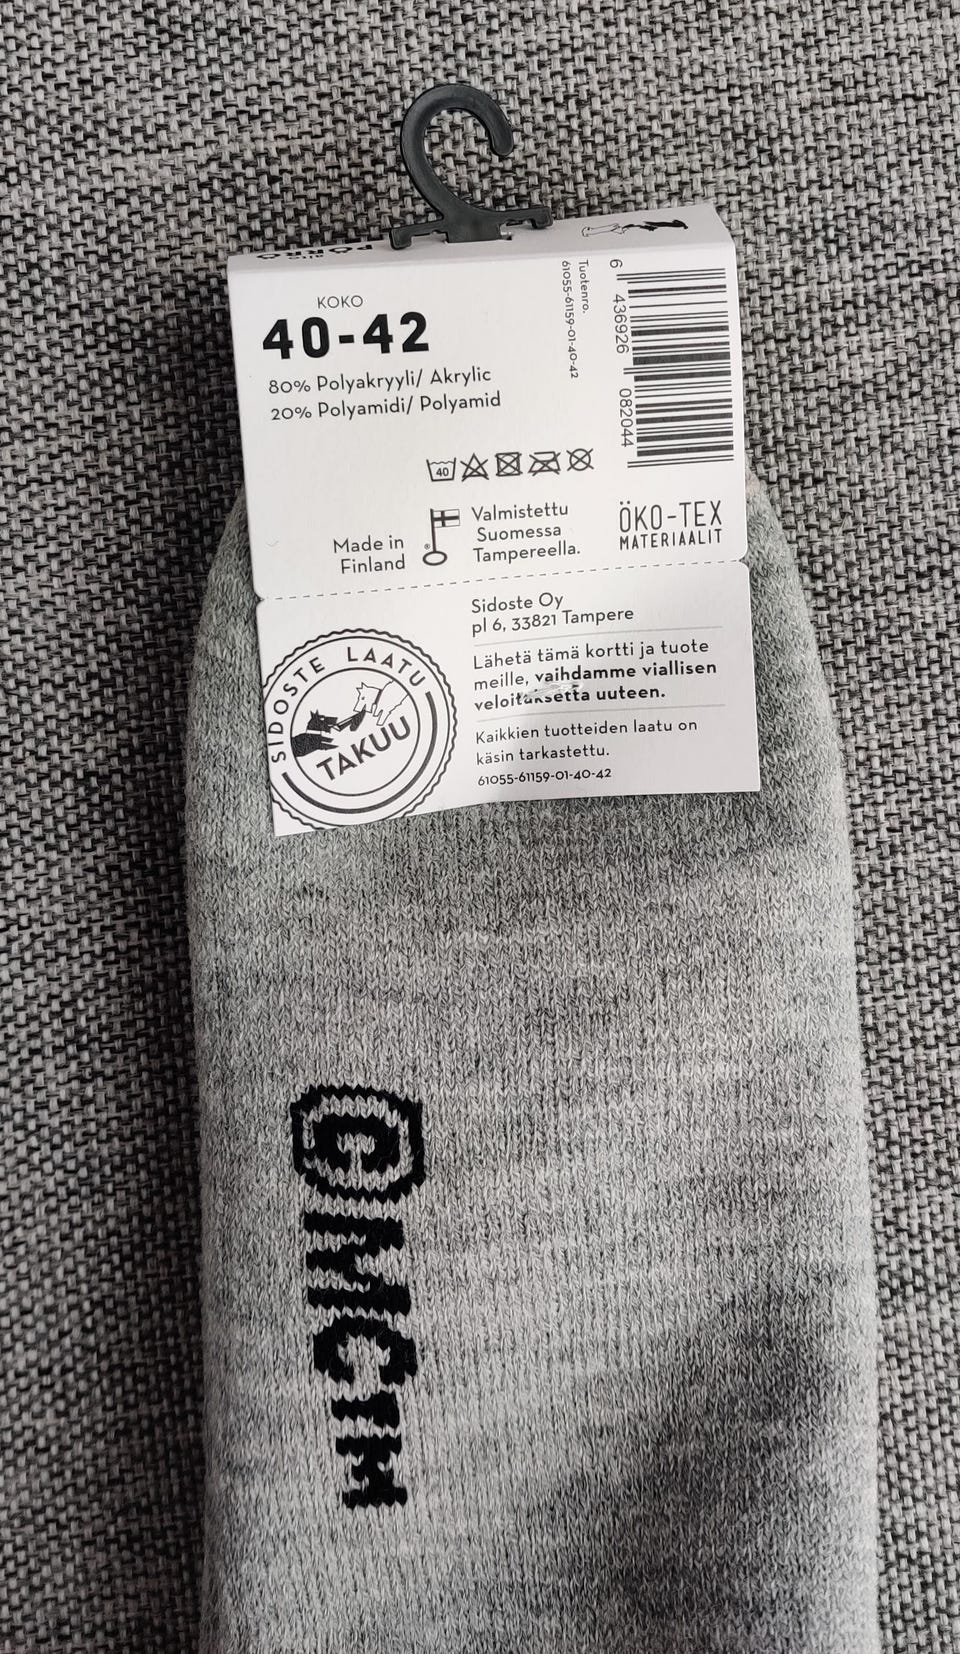 KOKO
40-42
80% Polyakryyli/ Akrylic
20% Polyamidi/ Polyamid
Tuotenro.
61055-61159-01-40-42
6 436926 082044
40
Made in
Finland
®
Valmistettu
Suomessa
Tampereella.
ÖKO-TEX
MATERIAALIT
SIDOSTE LAATU
TAKUU
Sidoste Oy
pl 6, 33821 Tampere
Lähetä tämä kortti ja tuote
meille, vaihdamme viallisen
veloituksetta uuteen.
Kaikkien tuotteiden laatu on
käsin tarkastettu.
61055-61159-01-40-42
©MCTM